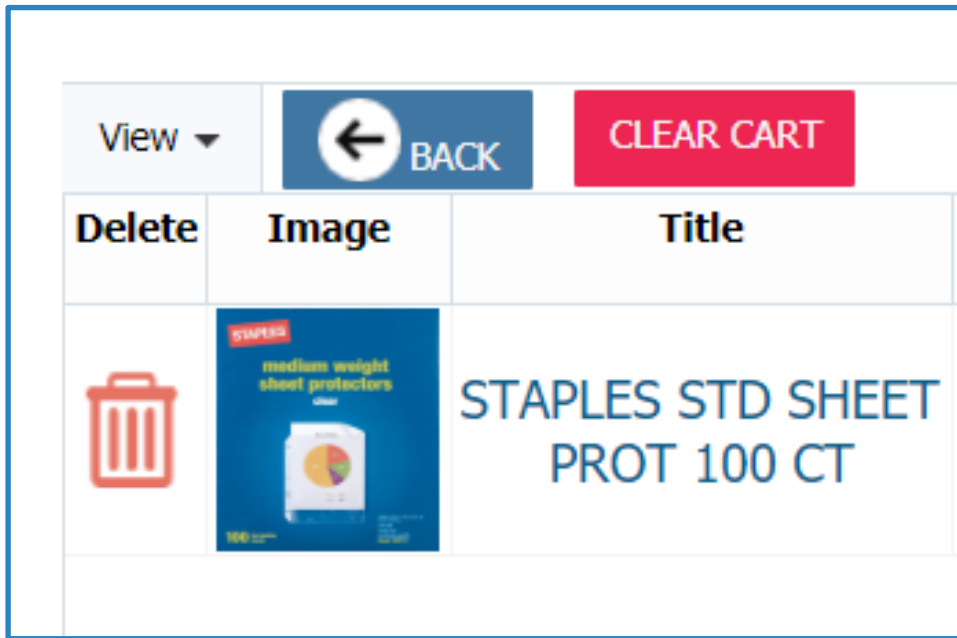 View
BACK
CLEAR CART
Delete
Image
Title
STAPLES
medium weight
sheet protectors
clear
100
STAPLES STD SHEET
PROT 100 CT